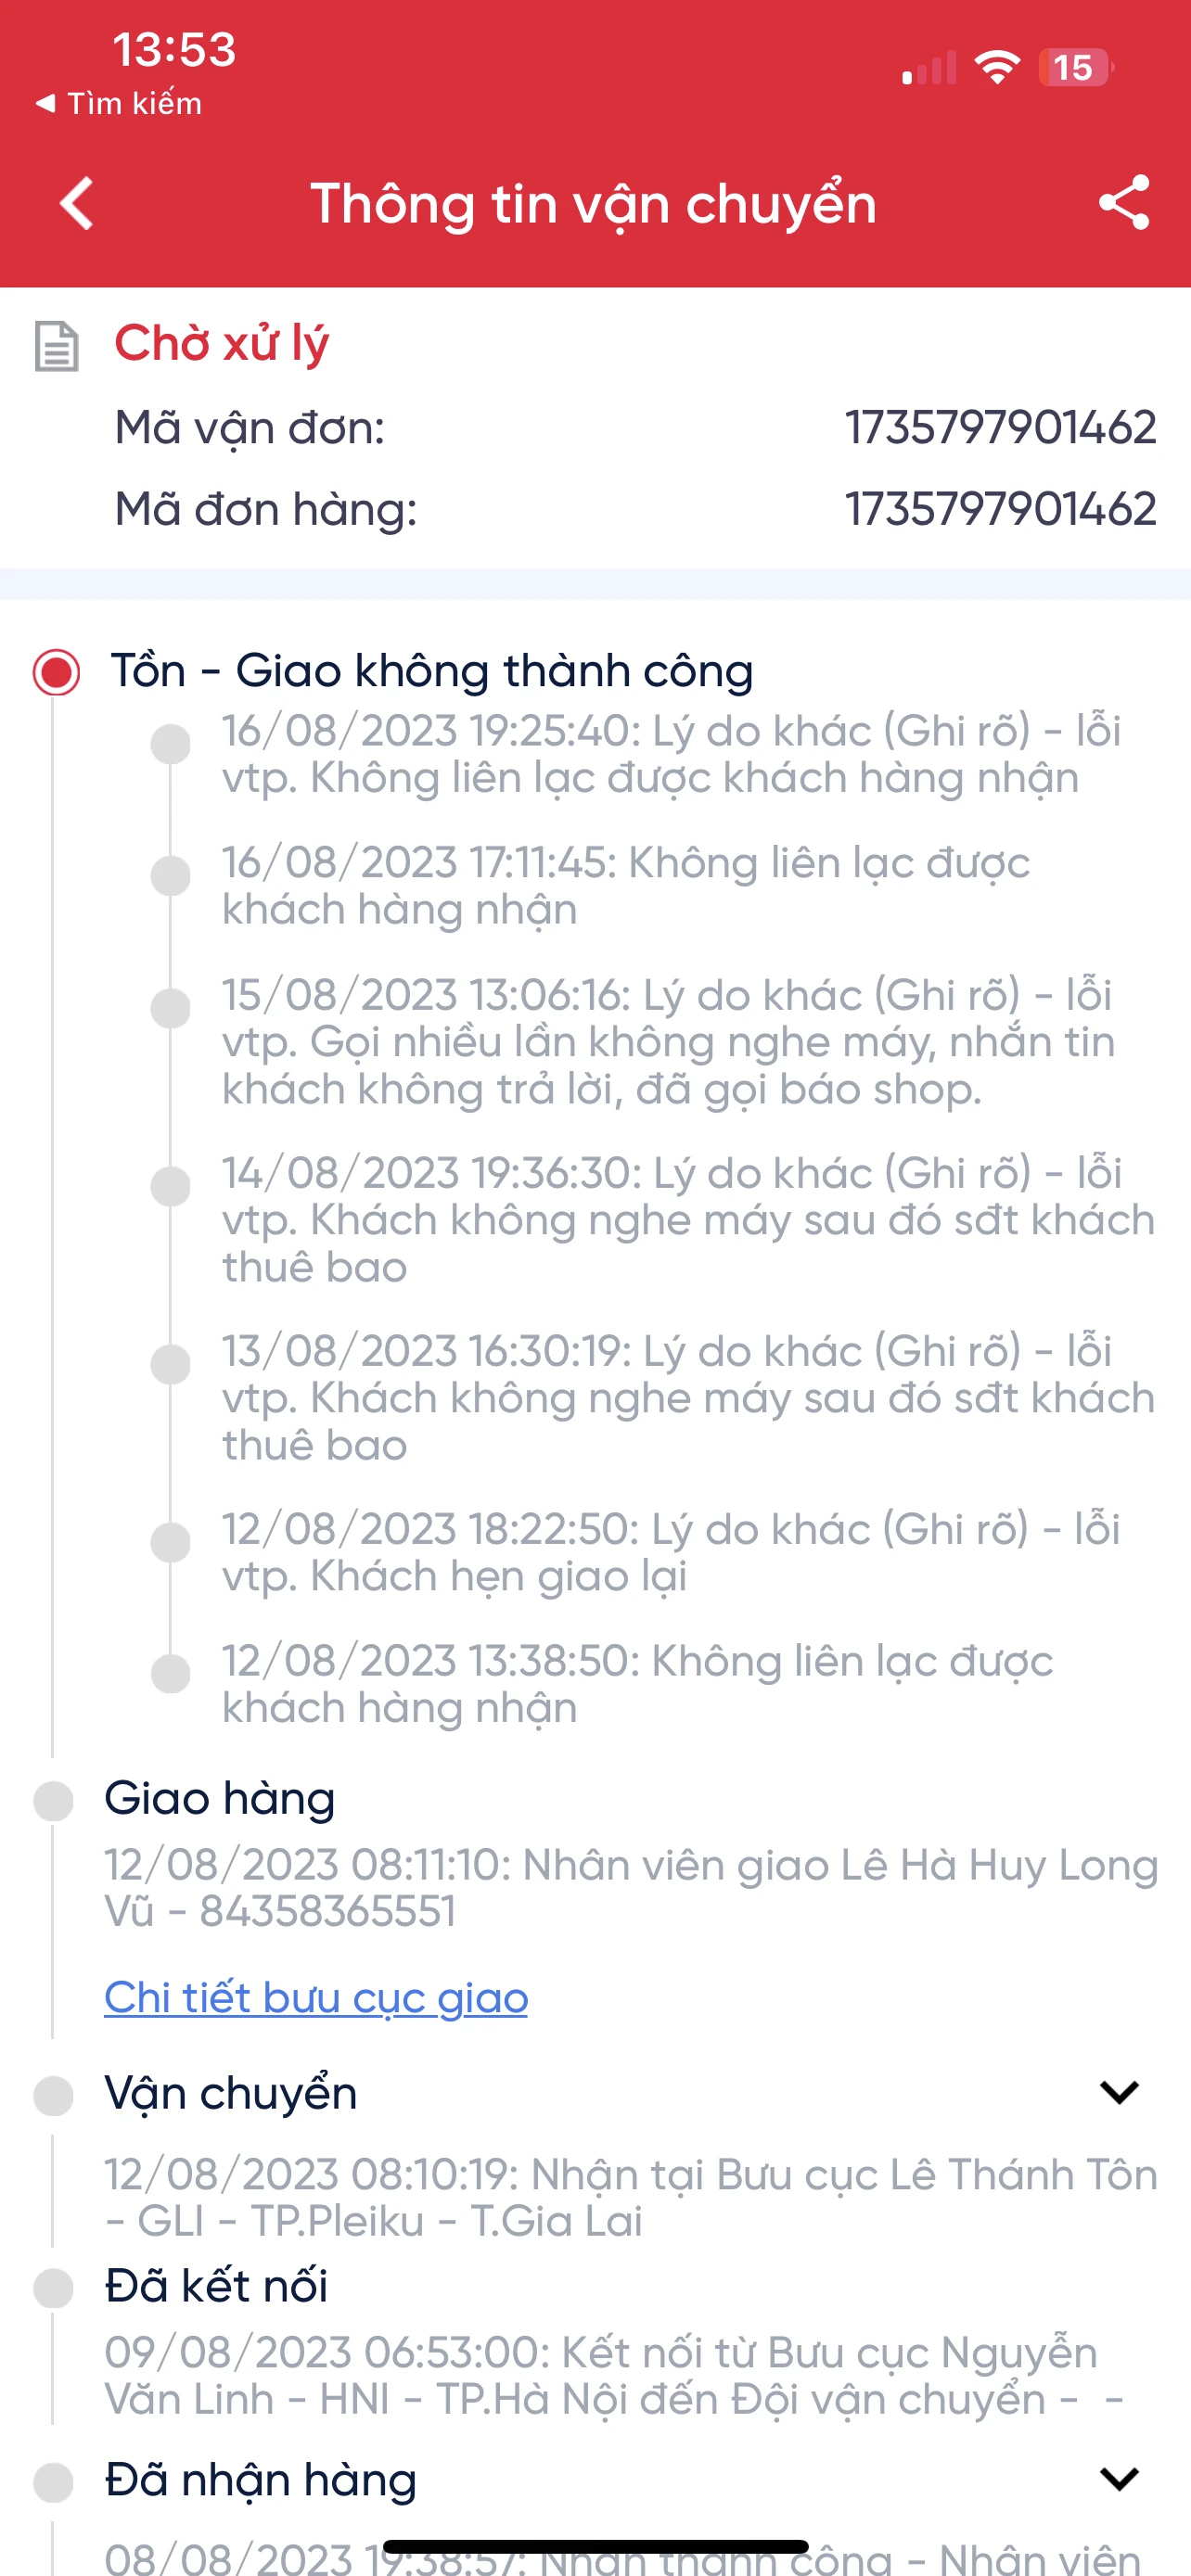 13:53
15
◀ Tìm kiếm
Thông tin vận chuyển
Chờ xử lý
Mã vận đơn: 1735797901462
Mã đơn hàng: 1735797901462
Tồn - Giao không thành công
16/08/2023 19:25:40: Lý do khác (Ghi rõ) - lỗi
vtp. Không liên lạc được khách hàng nhận
16/08/2023 17:11:45: Không liên lạc được
khách hàng nhận
15/08/2023 13:06:16: Lý do khác (Ghi rõ) - lỗi
vtp. Gọi nhiều lần không nghe máy, nhắn tin
khách không trả lời, đã gọi báo shop.
14/08/2023 19:36:30: Lý do khác (Ghi rõ) - lỗi
vtp. Khách không nghe máy sau đó sđt khách
thuê bao
13/08/2023 16:30:19: Lý do khác (Ghi rõ) - lỗi
vtp. Khách không nghe máy sau đó sđt khách
thuê bao
12/08/2023 18:22:50: Lý do khác (Ghi rõ) - lỗi
vtp. Khách hẹn giao lại
12/08/2023 13:38:50: Không liên lạc được
khách hàng nhận
Giao hàng
12/08/2023 08:11:10: Nhân viên giao Lê Hà Huy Long
Vũ - 84358365551
Chi tiết bưu cục giao
Vận chuyển
12/08/2023 08:10:19: Nhận tại Bưu cục Lê Thánh Tôn
- GLI - TP.Pleiku - T.Gia Lai
Đã kết nối
09/08/2023 06:53:00: Kết nối từ Bưu cục Nguyễn
Văn Linh - HNI - TP.Hà Nội đến Đội vận chuyển - -
Đã nhận hàng
08/08/2023 19:38:57: Nhận thành công - Nhân viên